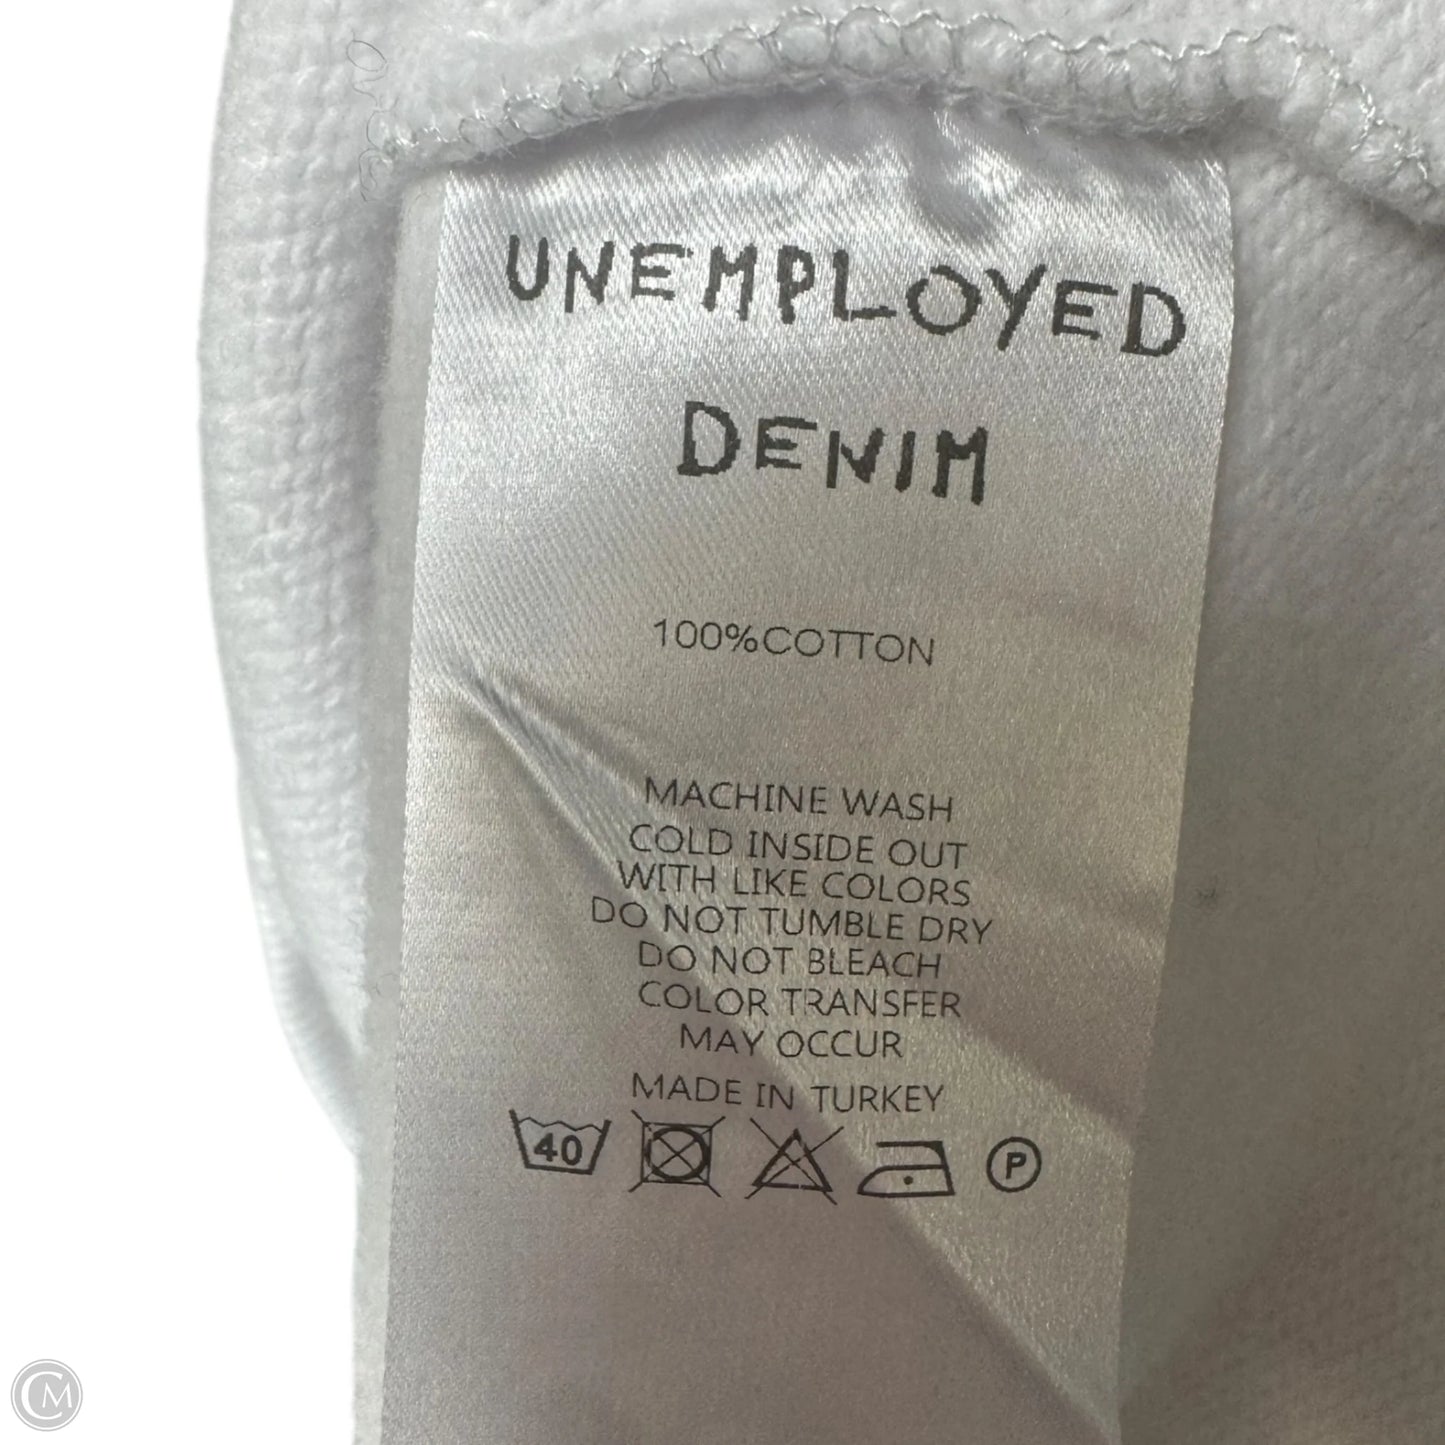 UNEMPLOYED
DENIM
100%COTTON
MACHINE WASH
COLD INSIDE OUT
WITH LIKE COLORS
DO NOT TUMBLE DRY
DO NOT BLEACH
COLOR TRANSFER
MAY OCCUR
MADE IN TURKEY
40 P
CM